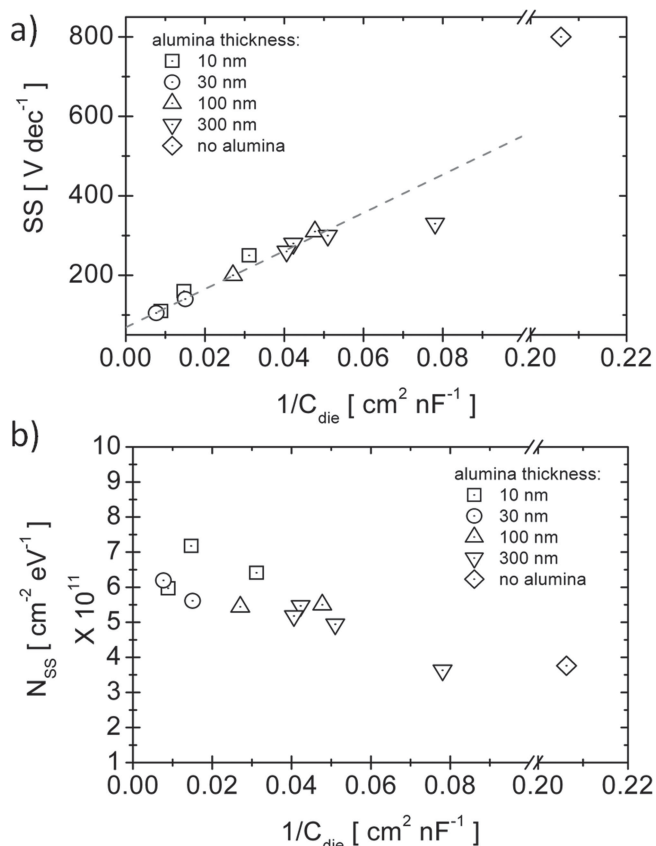 a)
alumina thickness:
10 nm
30 nm
100 nm
300 nm
no alumina
SS [ V dec⁻¹ ]
800
600
400
200
0.00 0.02 0.04 0.06 0.08 0.10 0.20 0.22
1/C_die [ cm² nF⁻¹ ]
b)
alumina thickness:
10 nm
30 nm
100 nm
300 nm
no alumina
N_SS [ cm⁻² eV⁻¹ ]
X 10¹¹
10
9
8
7
6
5
4
3
2
1
0.00 0.02 0.04 0.06 0.08 0.20 0.22
1/C_die [ cm² nF⁻¹ ]